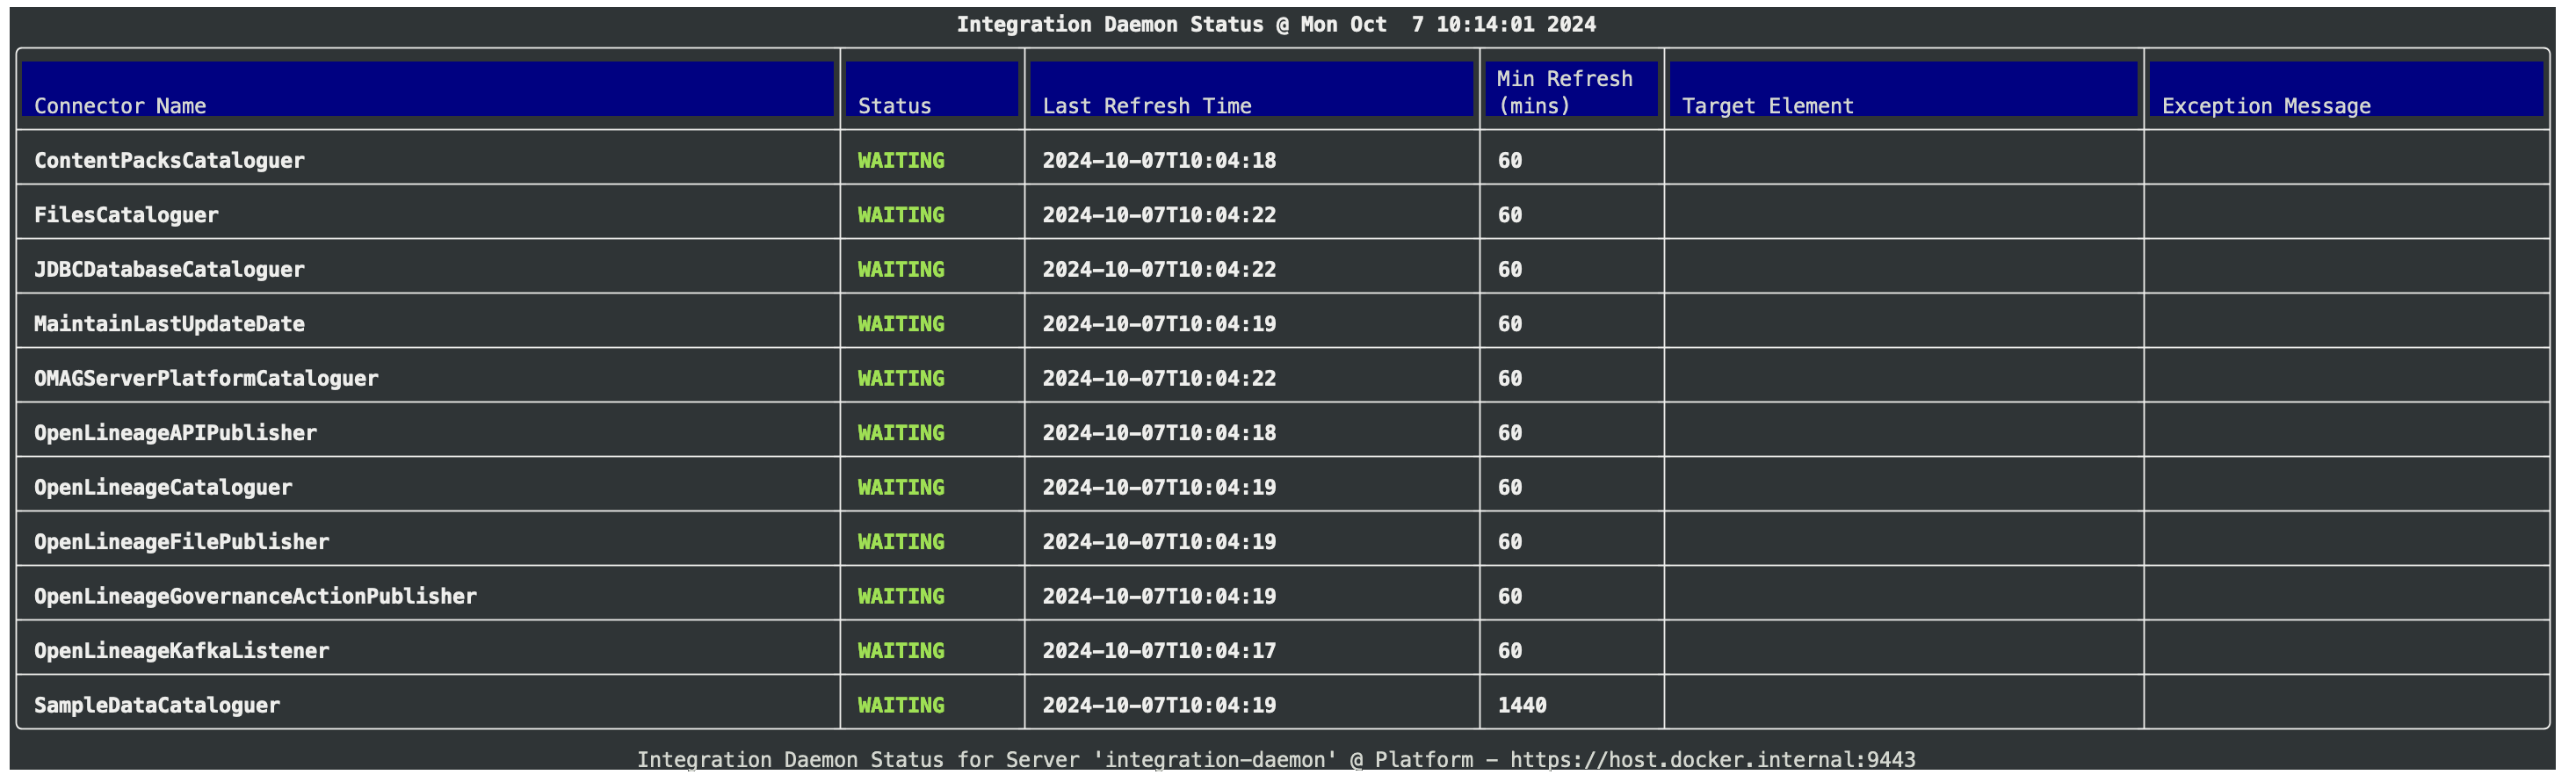 Integration Daemon Status @ Mon Oct  7 10:14:01 2024
Connector Name Status Last Refresh Time Min Refresh (mins) Target Element Exception Message
ContentPacksCataloguer WAITING 2024-10-07T10:04:18 60
FilesCataloguer WAITING 2024-10-07T10:04:22 60
JDBCDatabaseCataloguer WAITING 2024-10-07T10:04:22 60
MaintainLastUpdateDate WAITING 2024-10-07T10:04:19 60
OMAGServerPlatformCataloguer WAITING 2024-10-07T10:04:22 60
OpenLineageAPIPublisher WAITING 2024-10-07T10:04:18 60
OpenLineageCataloguer WAITING 2024-10-07T10:04:19 60
OpenLineageFilePublisher WAITING 2024-10-07T10:04:19 60
OpenLineageGovernanceActionPublisher WAITING 2024-10-07T10:04:19 60
OpenLineageKafkaListener WAITING 2024-10-07T10:04:17 60
SampleDataCataloguer WAITING 2024-10-07T10:04:19 1440
Integration Daemon Status for Server 'integration-daemon' @ Platform - https://host.docker.internal:9443